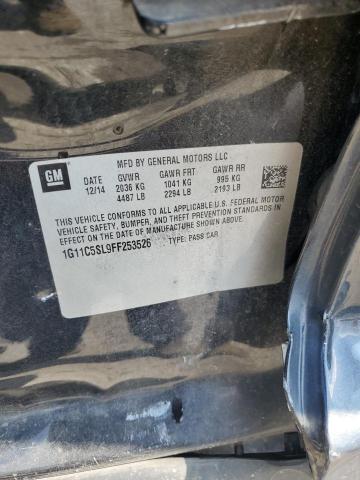 GM
MFD BY GENERAL MOTORS LLC
DATE GVWR GAWR FRT GAWR RR
12/14 2036 KG 1041 KG 995 KG
4487 LB 2294 LB 2193 LB
THIS VEHICLE CONFORMS TO ALL APPLICABLE U.S. FEDERAL MOTOR
VEHICLE SAFETY, BUMPER, AND THEFT PREVENTION STANDARDS IN
EFFECT ON THE DATE OF MANUFACTURE SHOWN ABOVE.
1G11C5SL9FF253526 TYPE: PASS CAR